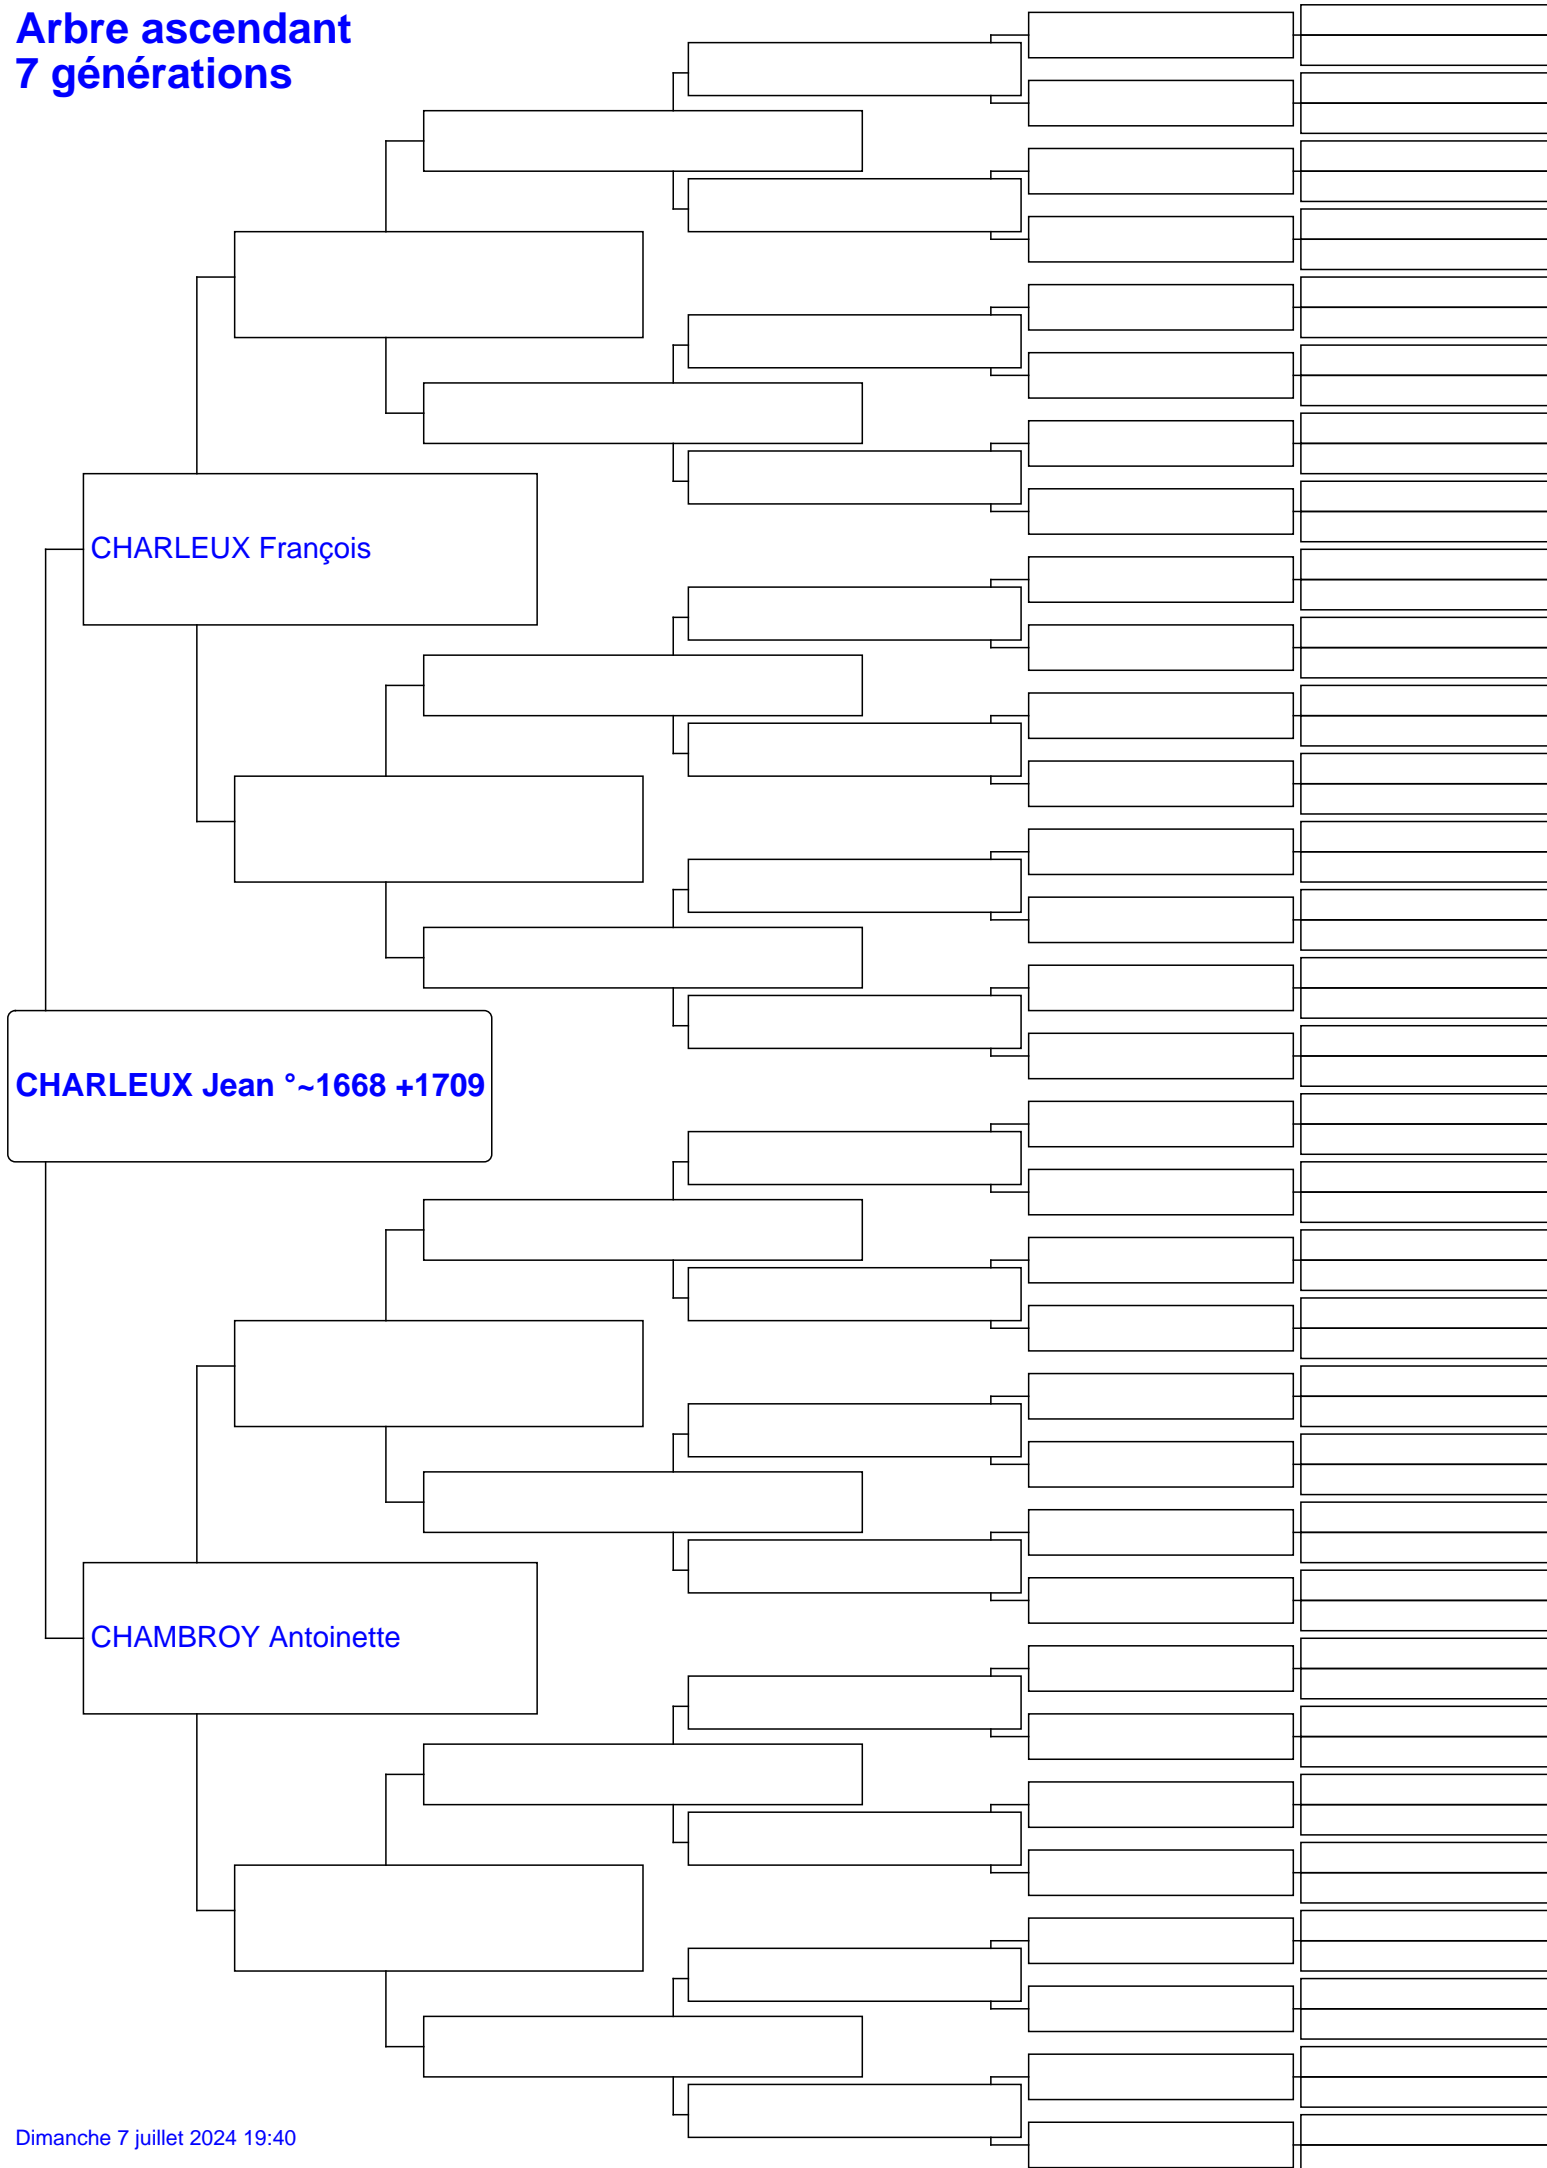 Arbre ascendant
7 générations
CHARLEUX François
CHARLEUX Jean °~1668 +1709
CHAMBROY Antoinette
Dimanche 7 juillet 2024 19:40